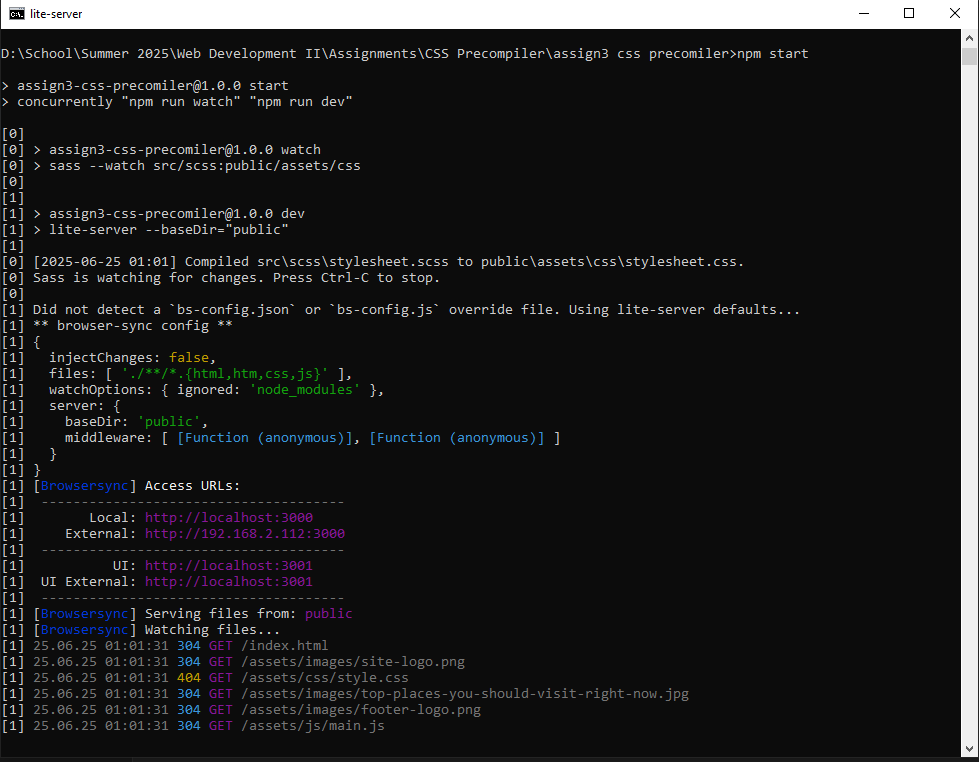 lite-server
D:\School\Summer 2025\Web Development II\Assignments\CSS Precompiler\assign3 css precomiler>npm start
> assign3-css-precomiler@1.0.0 start
> concurrently "npm run watch" "npm run dev"
[0]
[0] > assign3-css-precomiler@1.0.0 watch
[0] > sass --watch src/scss:public/assets/css
[0]
[1]
[1] > assign3-css-precomiler@1.0.0 dev
[1] > lite-server --baseDir="public"
[1]
[0] [2025-06-25 01:01] Compiled src\scss\stylesheet.scss to public\assets\css\stylesheet.css.
[0] Sass is watching for changes. Press Ctrl-C to stop.
[0]
[1] Did not detect a `bs-config.json` or `bs-config.js` override file. Using lite-server defaults...
[1] ** browser-sync config **
[1] {
[1]   injectChanges: false,
[1]   files: [ './**/*.{html,htm,css,js}' ],
[1]   watchOptions: { ignored: 'node_modules' },
[1]   server: {
[1]     baseDir: 'public',
[1]     middleware: [ [Function (anonymous)], [Function (anonymous)] ]
[1]   }
[1] }
[1] [Browsersync] Access URLs:
[1]  --------------------------------------
[1]        Local: http://localhost:3000
[1]     External: http://192.168.2.112:3000
[1]  --------------------------------------
[1]           UI: http://localhost:3001
[1]  UI External: http://localhost:3001
[1]  --------------------------------------
[1] [Browsersync] Serving files from: public
[1] [Browsersync] Watching files...
[1] 25.06.25 01:01:31 304 GET /index.html
[1] 25.06.25 01:01:31 304 GET /assets/images/site-logo.png
[1] 25.06.25 01:01:31 404 GET /assets/css/style.css
[1] 25.06.25 01:01:31 304 GET /assets/images/top-places-you-should-visit-right-now.jpg
[1] 25.06.25 01:01:31 304 GET /assets/images/footer-logo.png
[1] 25.06.25 01:01:31 304 GET /assets/js/main.js